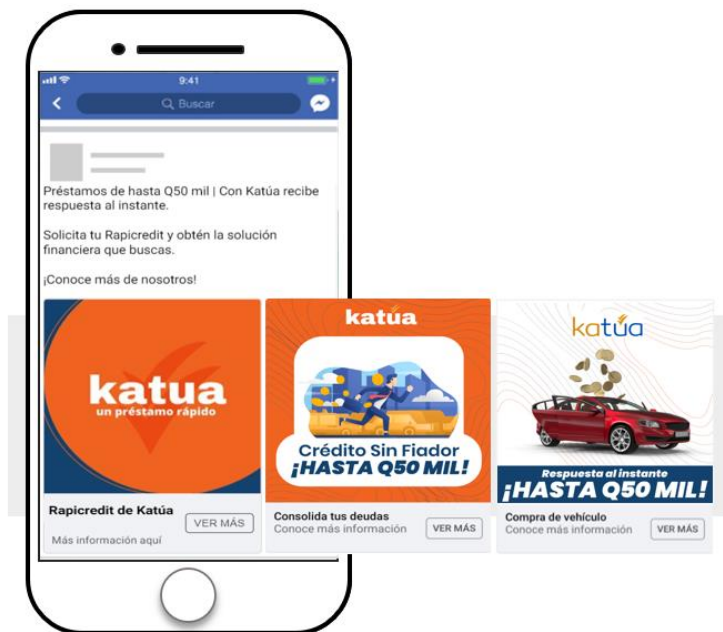 9:41
Buscar
Préstamos de hasta Q50 mil | Con Katúa recibe
respuesta al instante.
Solicita tu Rapicredit y obtén la solución
financiera que buscas.
¡Conoce más de nosotros!
katua
un préstamo rápido
Rapicredit de Katúa
VER MÁS
Más información aquí
katúa
Crédito Sin Fiador
¡HASTA Q50 MIL!
Consolida tus deudas
Conoce más información
VER MÁS
katúa
Respuesta al instante
¡HASTA Q50 MIL!
Compra de vehículo
Conoce más información
VER MÁS